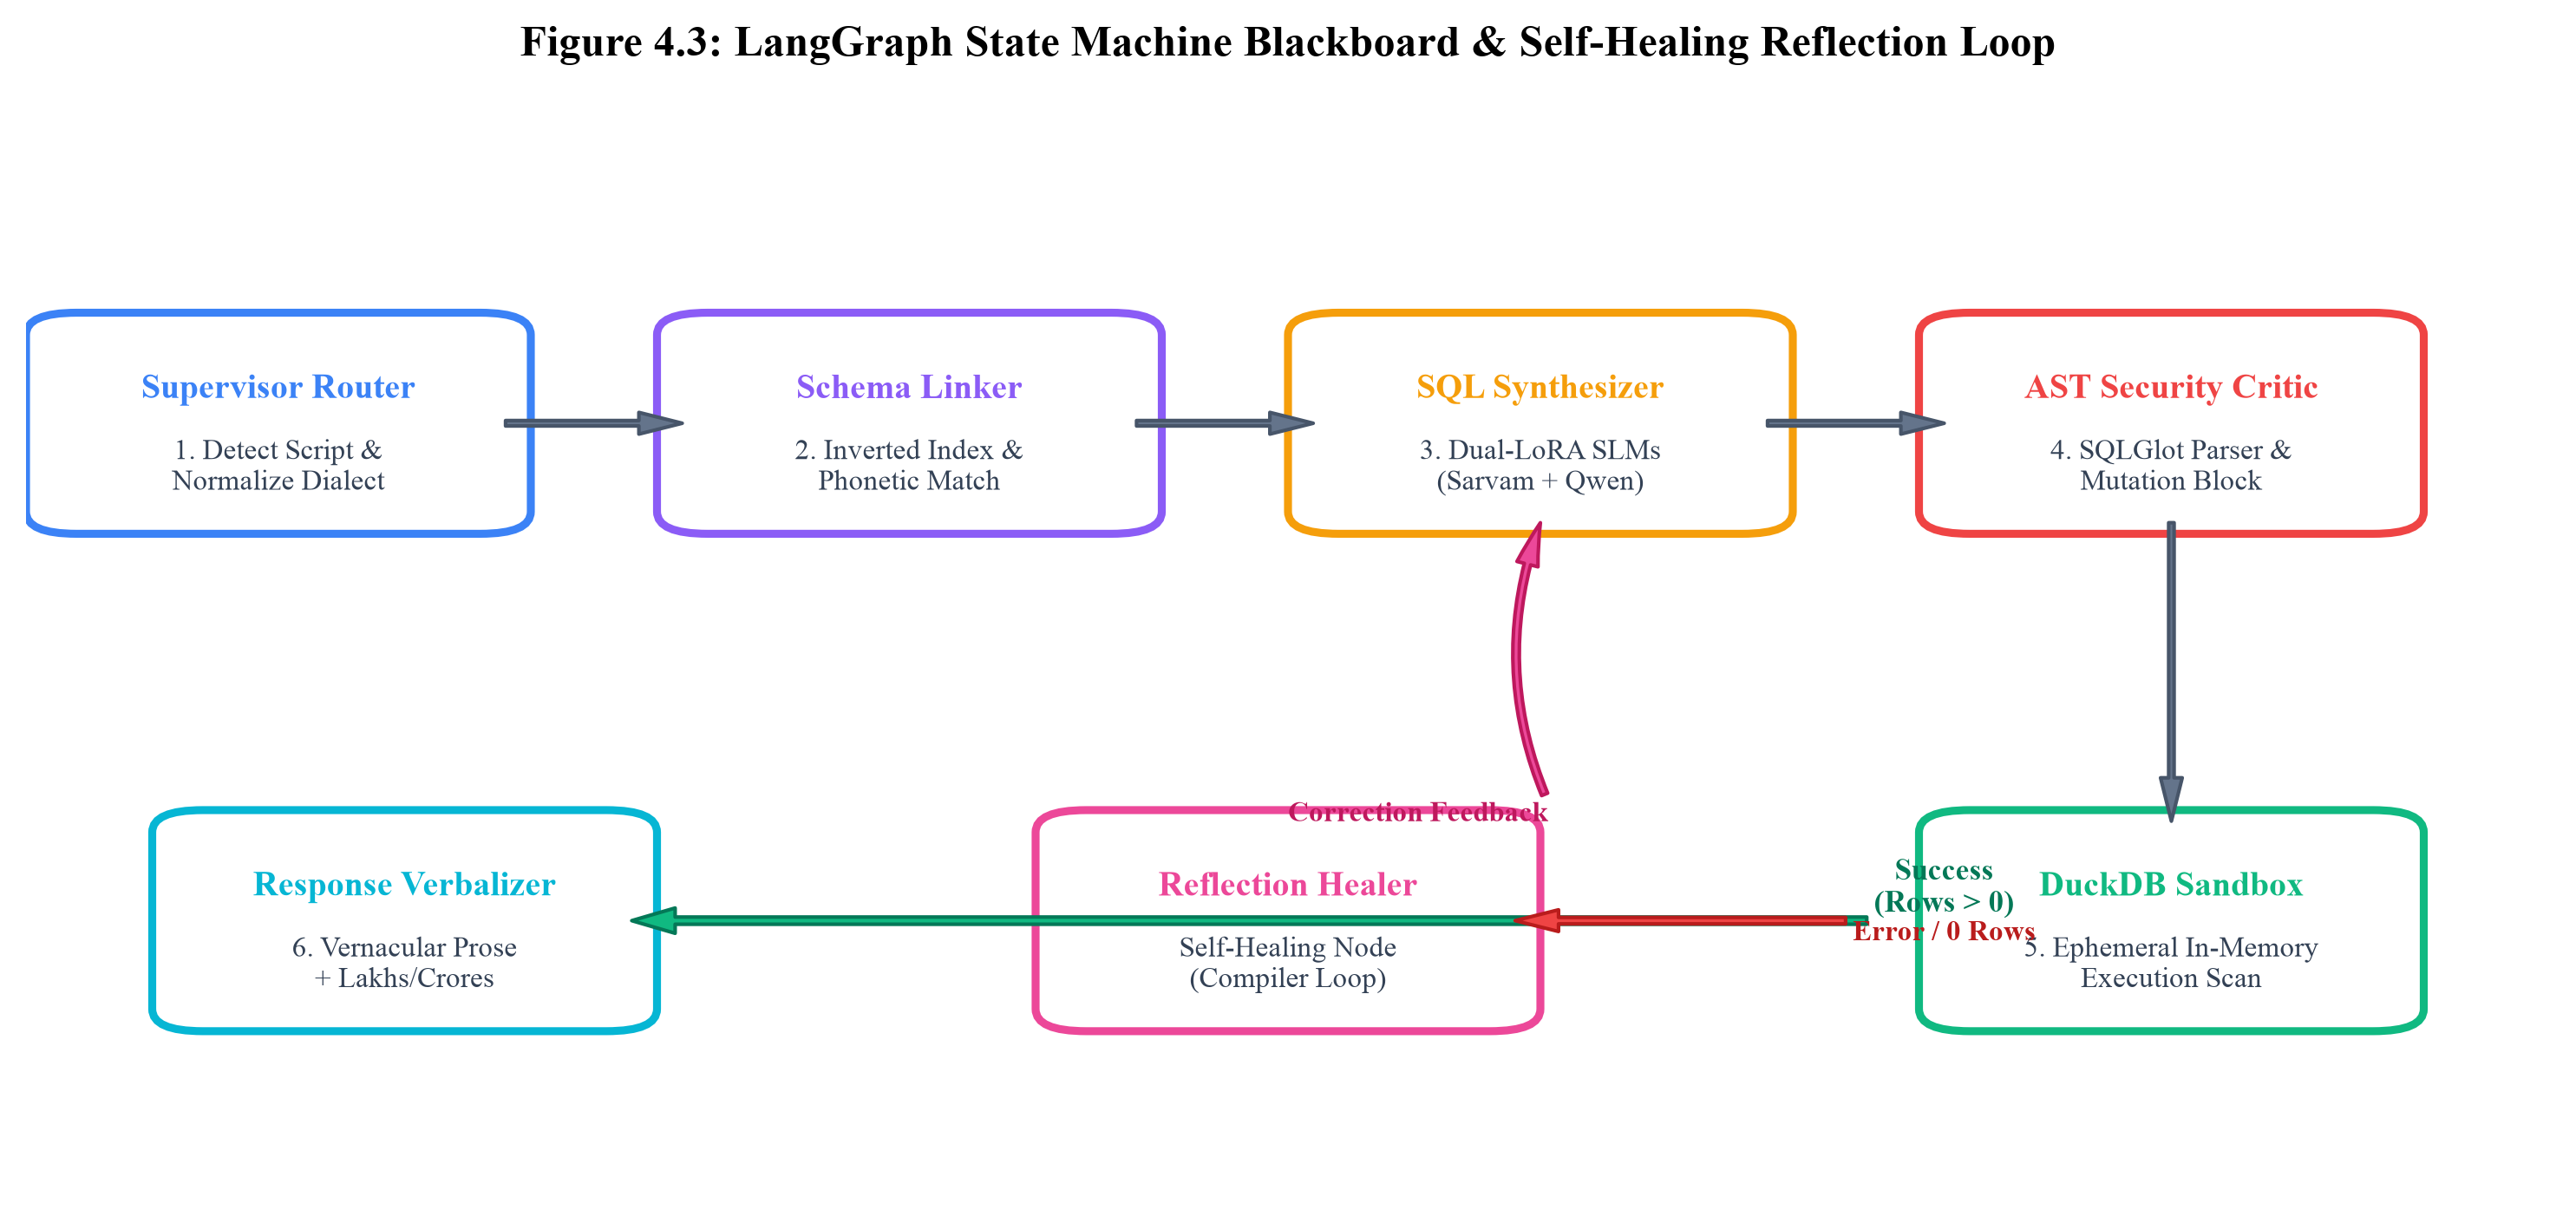 Figure 4.3: LangGraph State Machine Blackboard & Self-Healing Reflection Loop
Supervisor Router
1. Detect Script &
Normalize Dialect
Schema Linker
2. Inverted Index &
Phonetic Match
SQL Synthesizer
3. Dual-LoRA SLMs
(Sarvam + Qwen)
AST Security Critic
4. SQLGlot Parser &
Mutation Block
Response Verbalizer
6. Vernacular Prose
+ Lakhs/Crores
Correction Feedback
Reflection Healer
Self-Healing Node
(Compiler Loop)
Success
(Rows > 0)
Error / 0 Rows
DuckDB Sandbox
5. Ephemeral In-Memory
Execution Scan